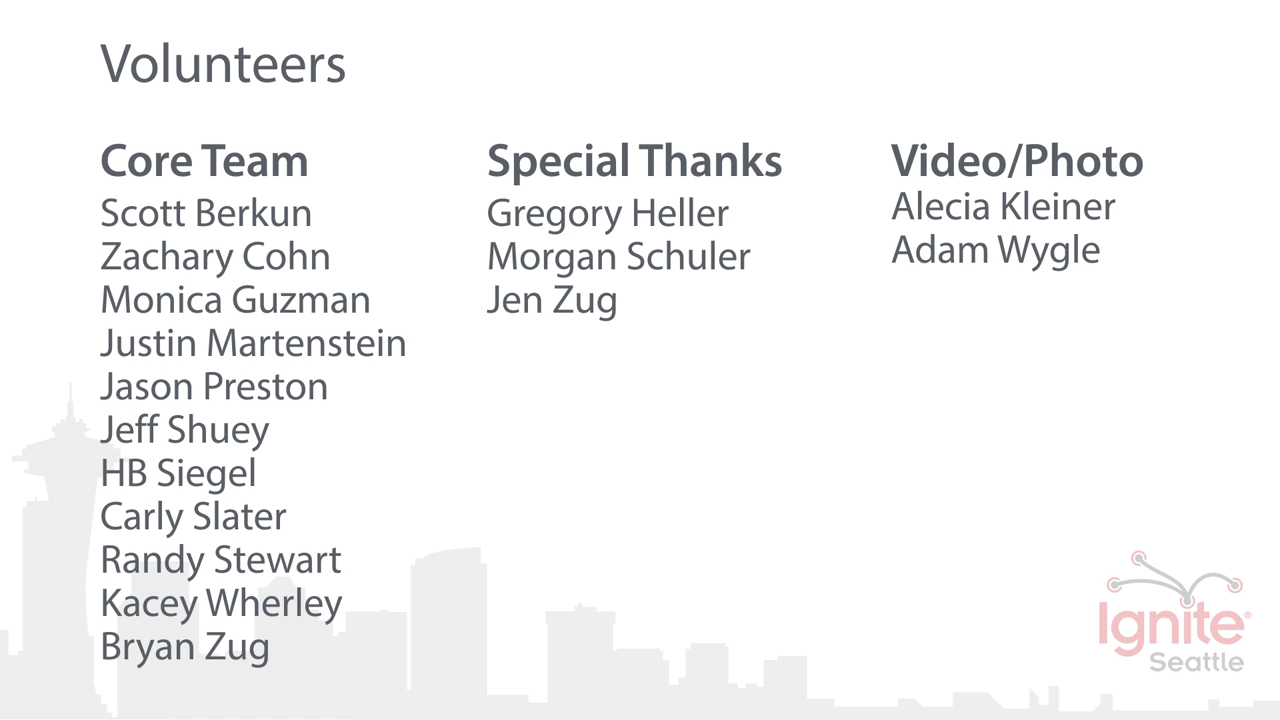 Volunteers
Core Team
Scott Berkun
Zachary Cohn
Monica Guzman
Justin Martenstein
Jason Preston
Jeff Shuey
HB Siegel
Carly Slater
Randy Stewart
Kacey Wherley
Bryan Zug
Special Thanks
Gregory Heller
Morgan Schuler
Jen Zug
Video/Photo
Alecia Kleiner
Adam Wygle
Ignite®
Seattle